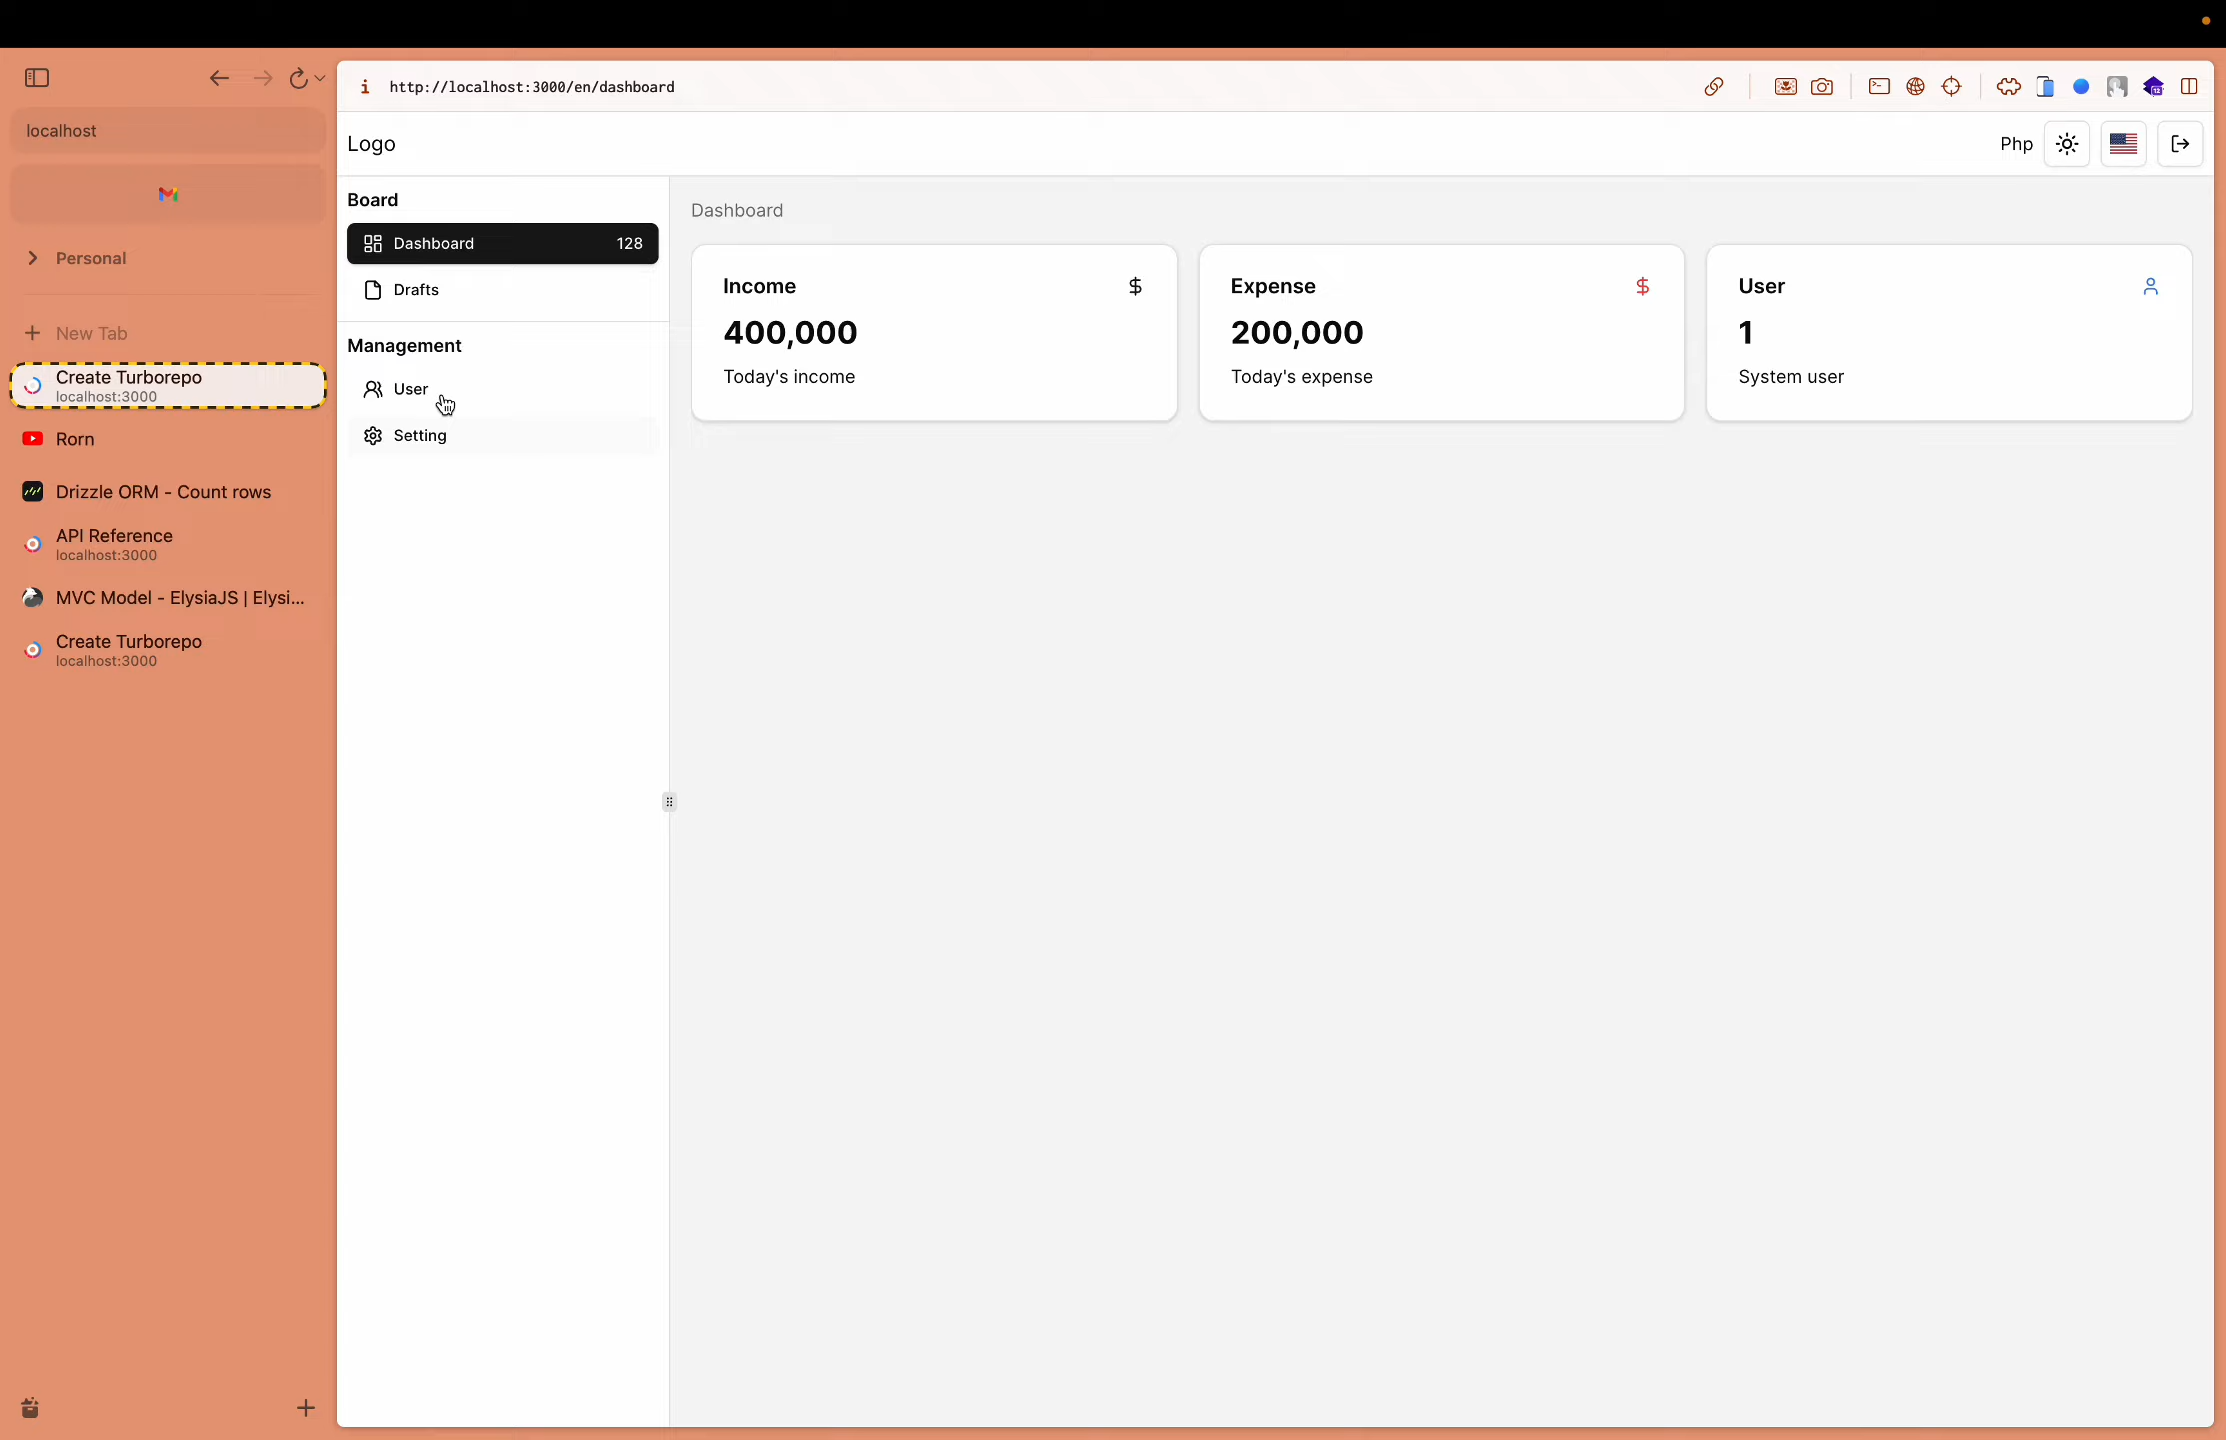 http://localhost:3000/en/dashboard
localhost
Personal
New Tab
Create Turborepo
localhost:3000
Rorn
Drizzle ORM - Count rows
API Reference
localhost:3000
MVC Model - ElysiaJS | Elysi...
Create Turborepo
localhost:3000
12
Logo
Php
Board
Dashboard 128
Drafts
Management
User
Setting
Dashboard
Income $
400,000
Today's income
Expense $
200,000
Today's expense
User
1
System user